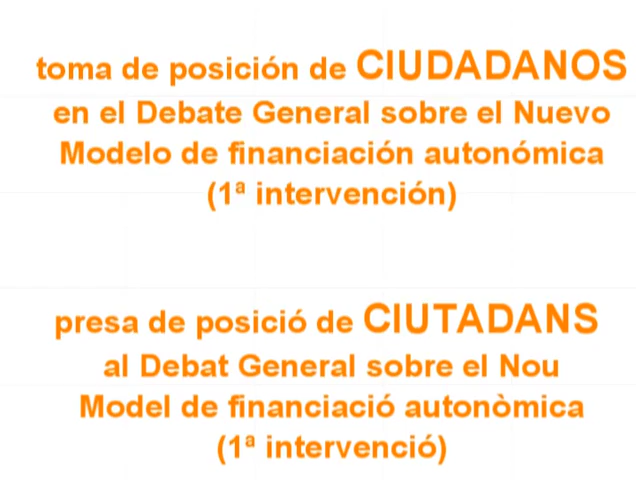 toma de posición de CIUDADANOS
en el Debate General sobre el Nuevo
Modelo de financiación autonómica
(1ª intervención)
presa de posició de CIUTADANS
al Debat General sobre el Nou
Model de financiació autonòmica
(1ª intervenció)